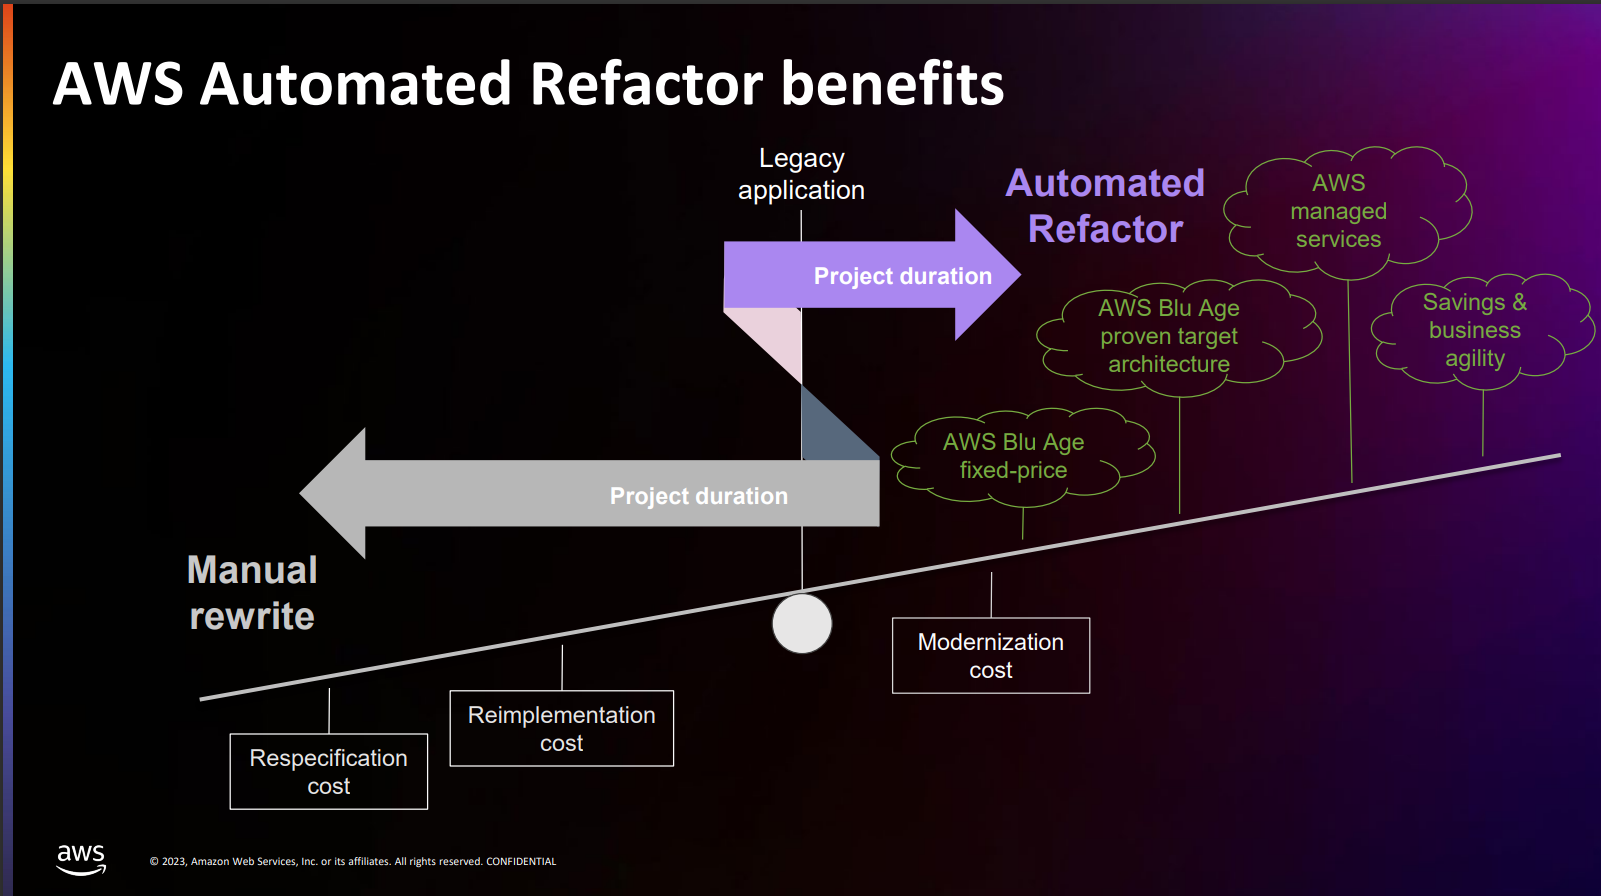 AWS Automated Refactor benefits
Legacy
application
Automated
Refactor
Project duration
AWS
managed
services
AWS Blu Age
proven target
architecture
Savings &
business
agility
AWS Blu Age
fixed-price
Project duration
Manual
rewrite
Modernization
cost
Reimplementation
cost
Respecification
cost
aws
© 2023, Amazon Web Services, Inc. or its affiliates. All rights reserved. CONFIDENTIAL